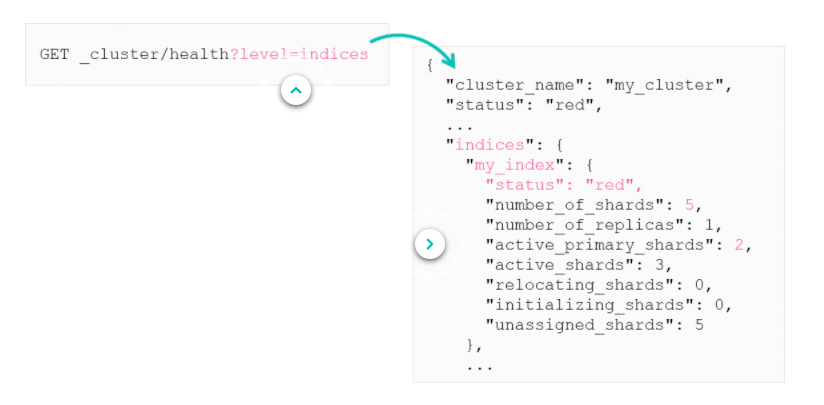 GET _cluster/health?level=indices
{
"cluster_name": "my_cluster",
"status": "red",
...
"indices": {
"my_index": {
"status": "red",
"number_of_shards": 5,
"number_of_replicas": 1,
"active_primary_shards": 2,
"active_shards": 3,
"relocating_shards": 0,
"initializing_shards": 0,
"unassigned_shards": 5
},
...